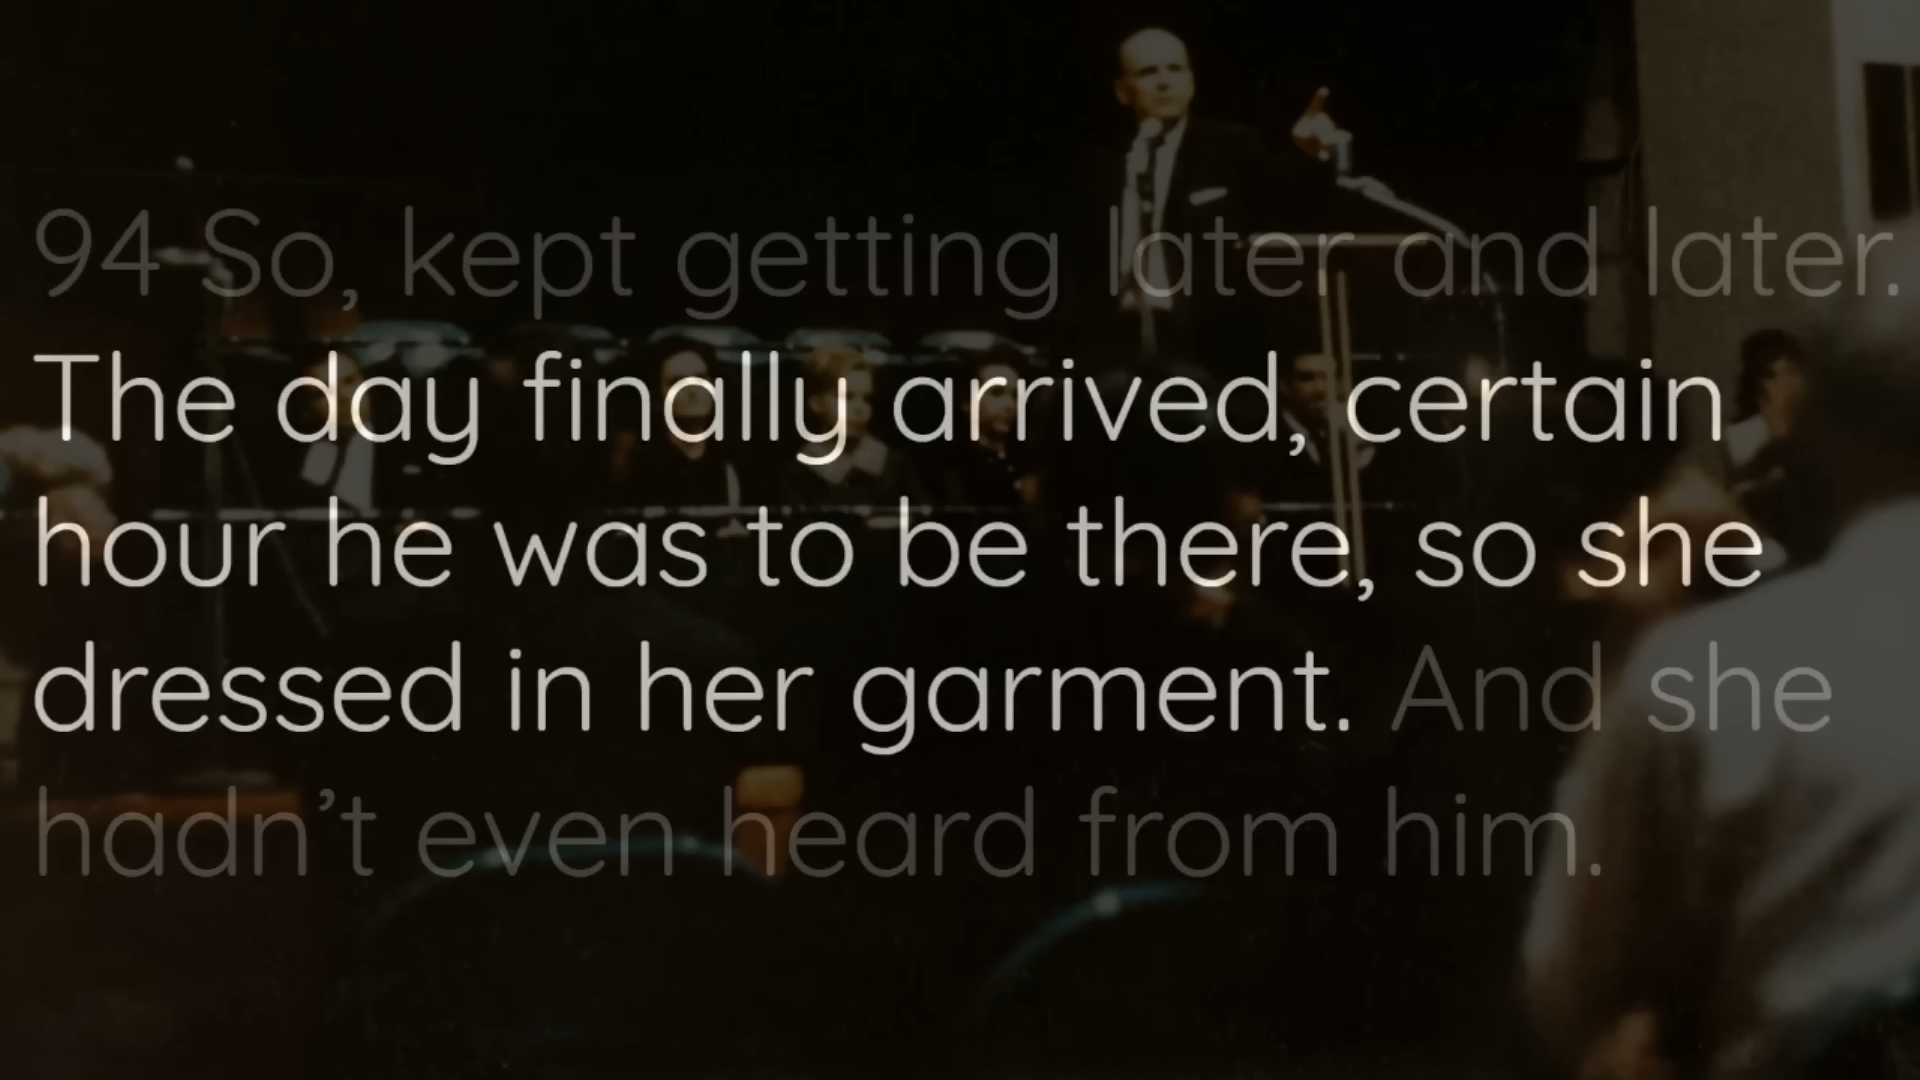 94 So, kept getting later and later.
The day finally arrived, certain
hour he was to be there, so she
dressed in her garment. And she
hadn’t even heard from him.